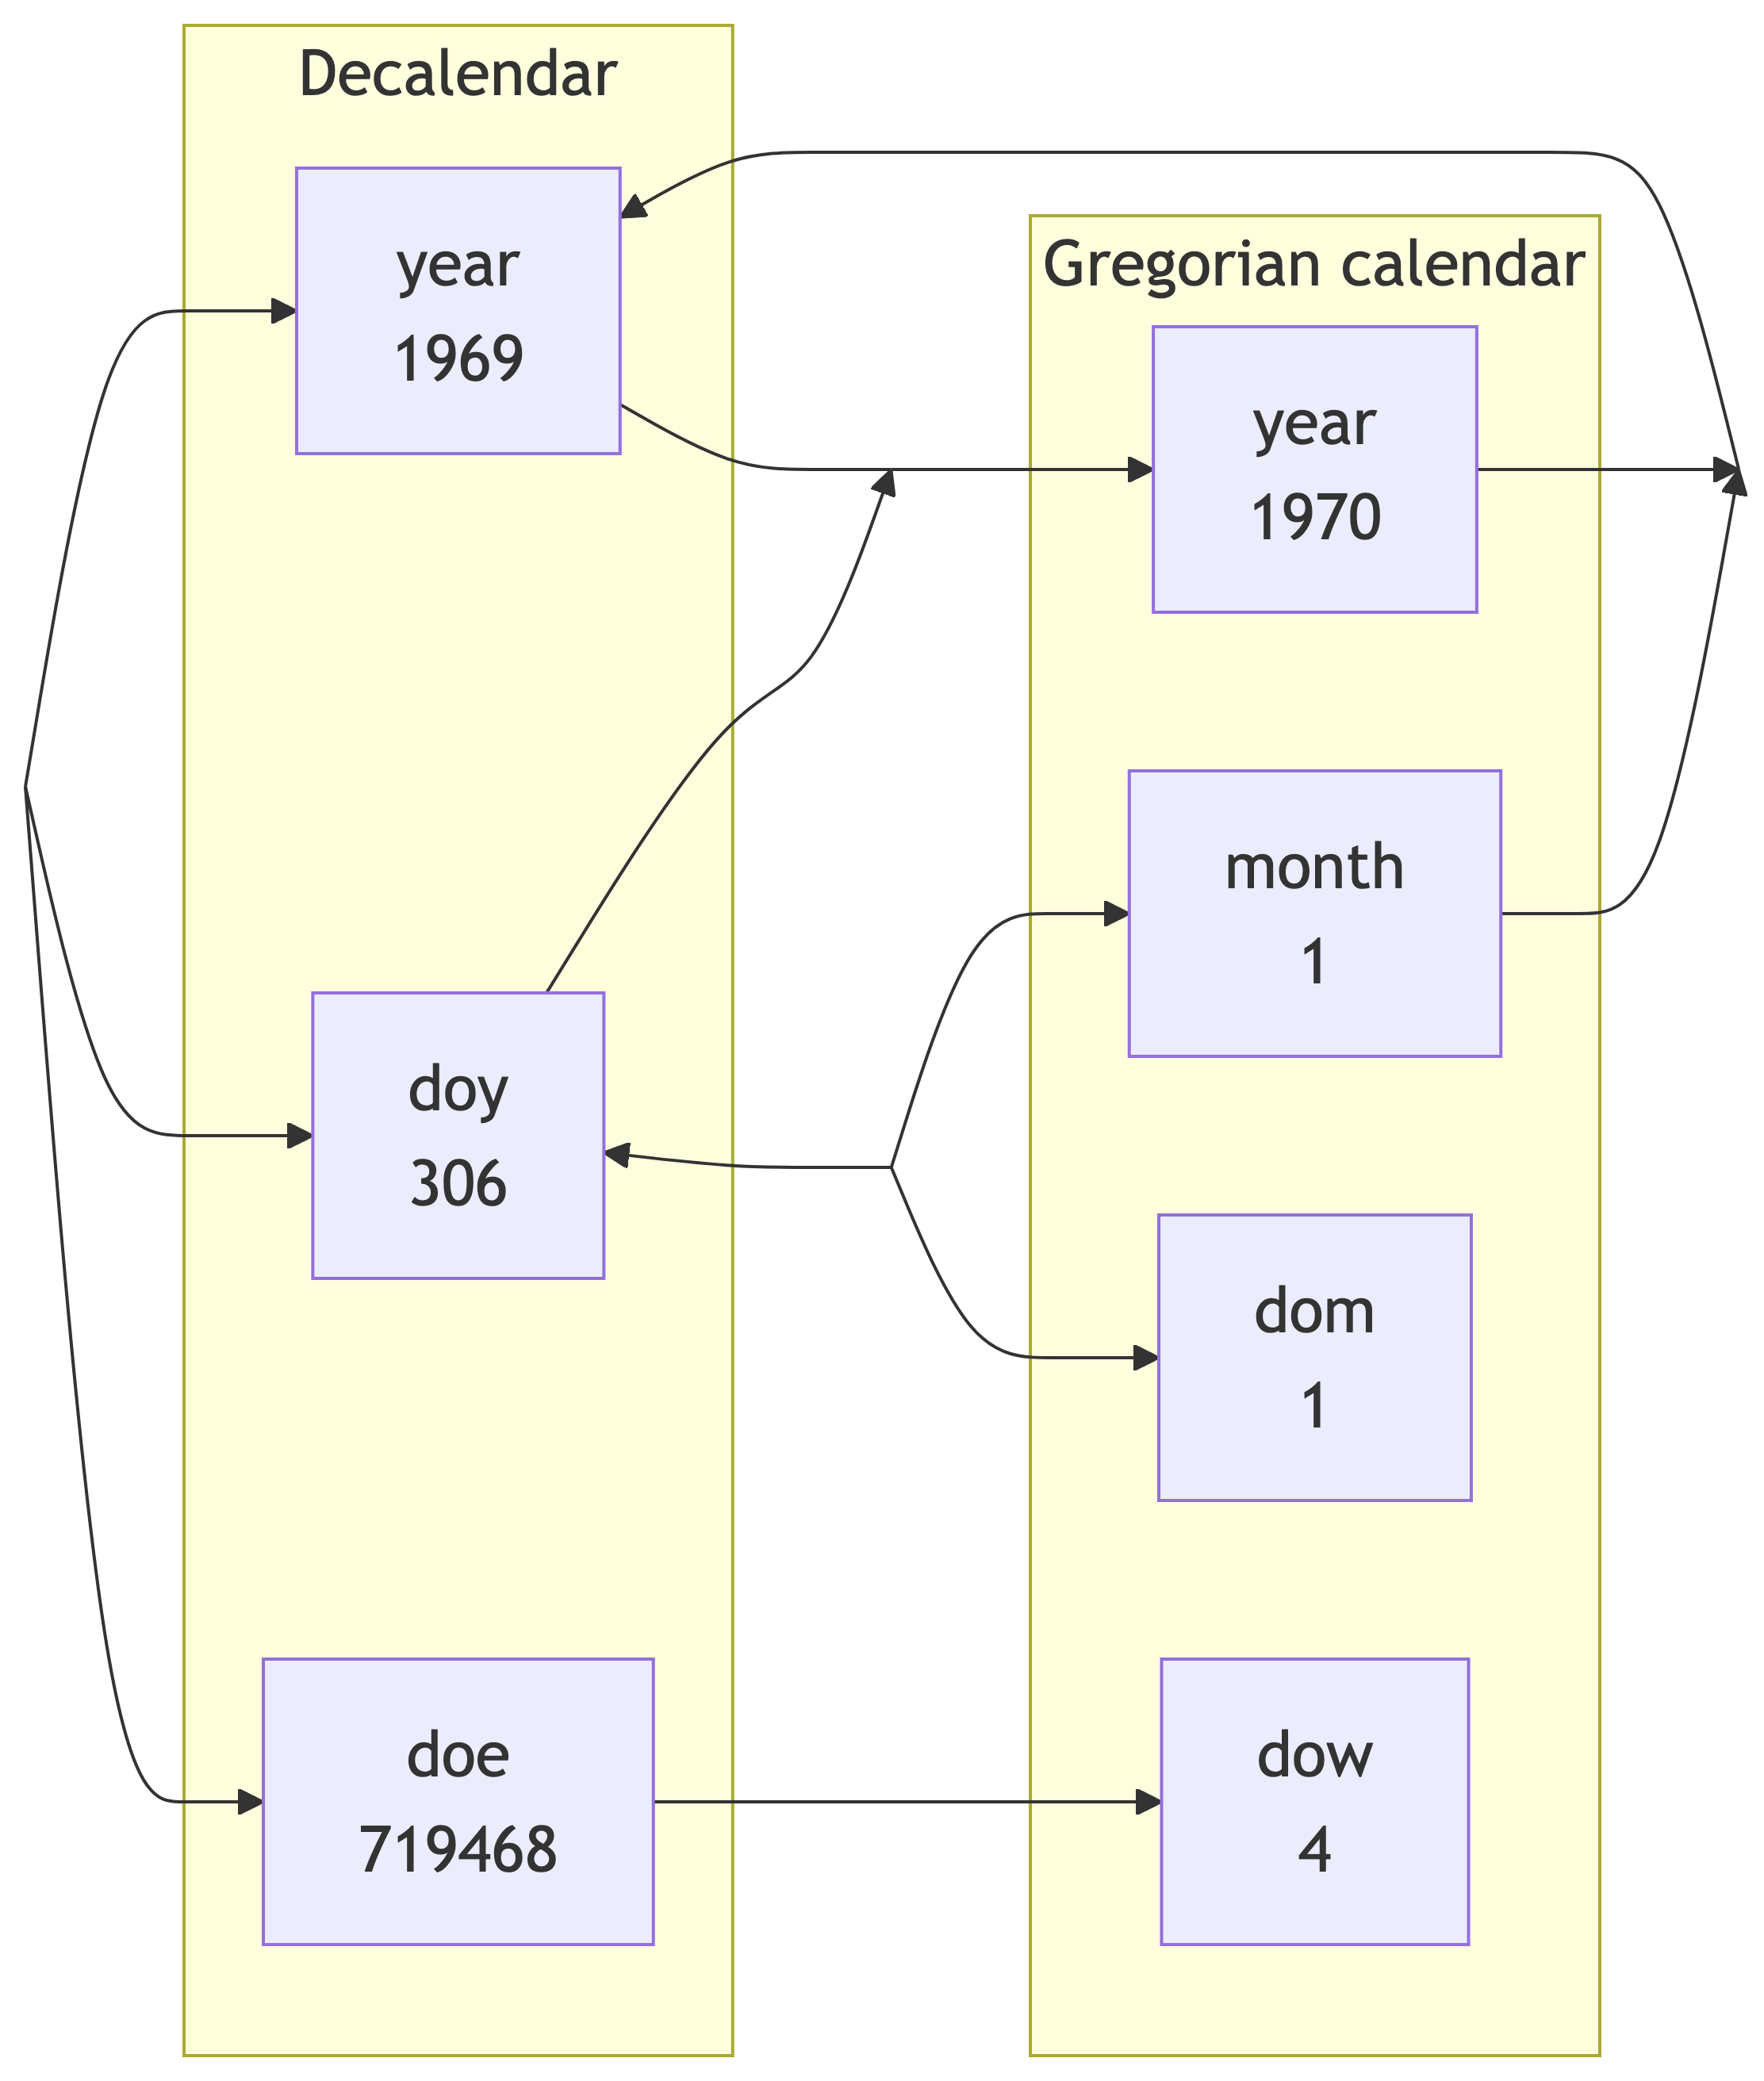 Decalendar
year
1969
doy
306
doe
719468
Gregorian calendar
year
1970
month
1
dom
1
dow
4